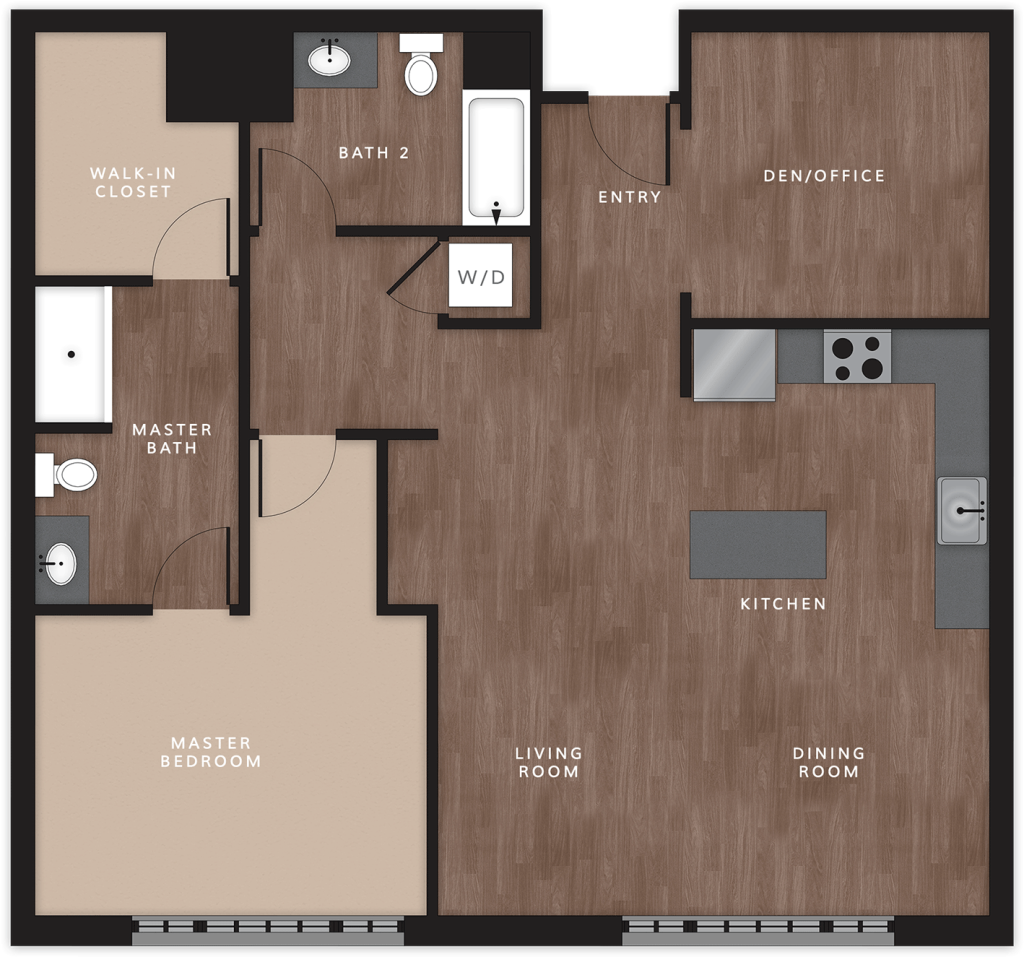 WALK-IN
CLOSET
BATH 2
ENTRY
DEN/OFFICE
W/D
MASTER
BATH
KITCHEN
MASTER
BEDROOM
LIVING
ROOM
DINING
ROOM